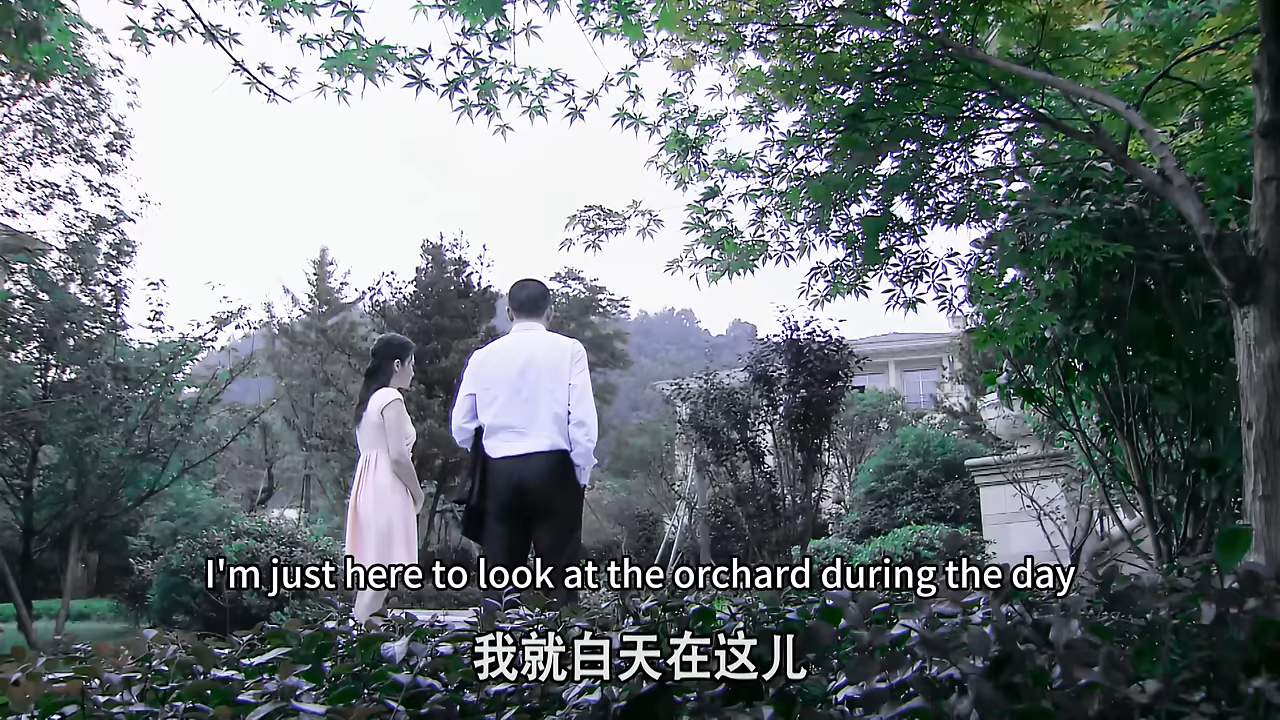 I'm just here to look at the orchard during the day
我就白天在这儿